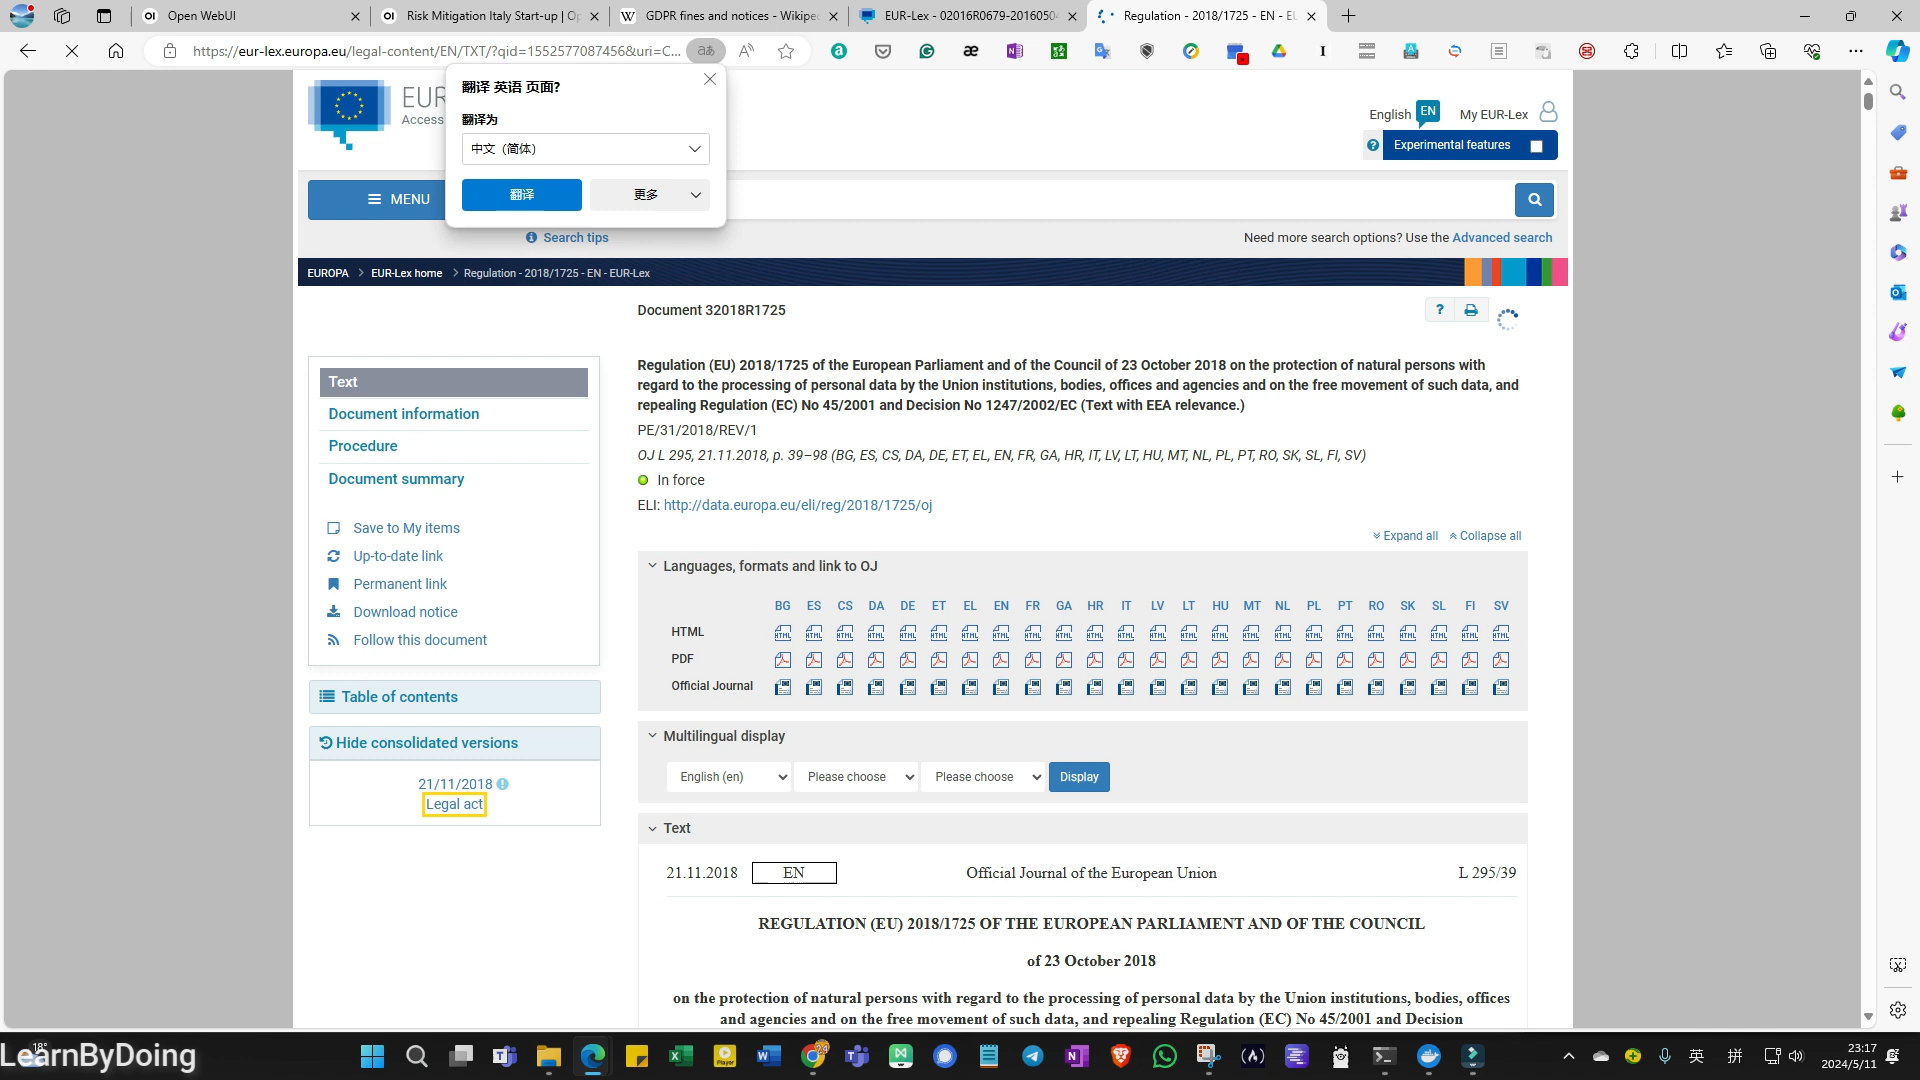 Open WebUI
Risk Mitigation Italy Start-up | Op
GDPR fines and notices - Wikipe
EUR-Lex - 02016R0679-20160504
Regulation - 2018/1725 - EN - EU
https://eur-lex.europa.eu/legal-content/EN/TXT/?qid=1552577087456&uri=C...
翻译 英语 页面?
翻译为
中文 (简体)
翻译
更多
EUR
Access
English EN
My EUR-Lex
? Experimental features
MENU
Search tips
Need more search options? Use the Advanced search
EUROPA > EUR-Lex home > Regulation - 2018/1725 - EN - EUR-Lex
Document 32018R1725
?
Regulation (EU) 2018/1725 of the European Parliament and of the Council of 23 October 2018 on the protection of natural persons with
regard to the processing of personal data by the Union institutions, bodies, offices and agencies and on the free movement of such data, and
repealing Regulation (EC) No 45/2001 and Decision No 1247/2002/EC (Text with EEA relevance.)
PE/31/2018/REV/1
OJ L 295, 21.11.2018, p. 39–98 (BG, ES, CS, DA, DE, ET, EL, EN, FR, GA, HR, IT, LV, LT, HU, MT, NL, PL, PT, RO, SK, SL, FI, SV)
In force
ELI: http://data.europa.eu/eli/reg/2018/1725/oj
Text
Document information
Procedure
Document summary
Save to My items
Up-to-date link
Permanent link
Download notice
Follow this document
Table of contents
Hide consolidated versions
21/11/2018
Legal act
Expand all Collapse all
Languages, formats and link to OJ
BG ES CS DA DE ET EL EN FR GA HR IT LV LT HU MT NL PL PT RO SK SL FI SV
HTML
PDF
Official Journal
Multilingual display
English (en) Please choose Please choose Display
Text
21.11.2018 EN Official Journal of the European Union L 295/39
REGULATION (EU) 2018/1725 OF THE EUROPEAN PARLIAMENT AND OF THE COUNCIL
of 23 October 2018
on the protection of natural persons with regard to the processing of personal data by the Union institutions, bodies, offices
and agencies and on the free movement of such data, and repealing Regulation (EC) No 45/2001 and Decision
18°
LearnByDoing
英
拼
23:17
2024/5/11